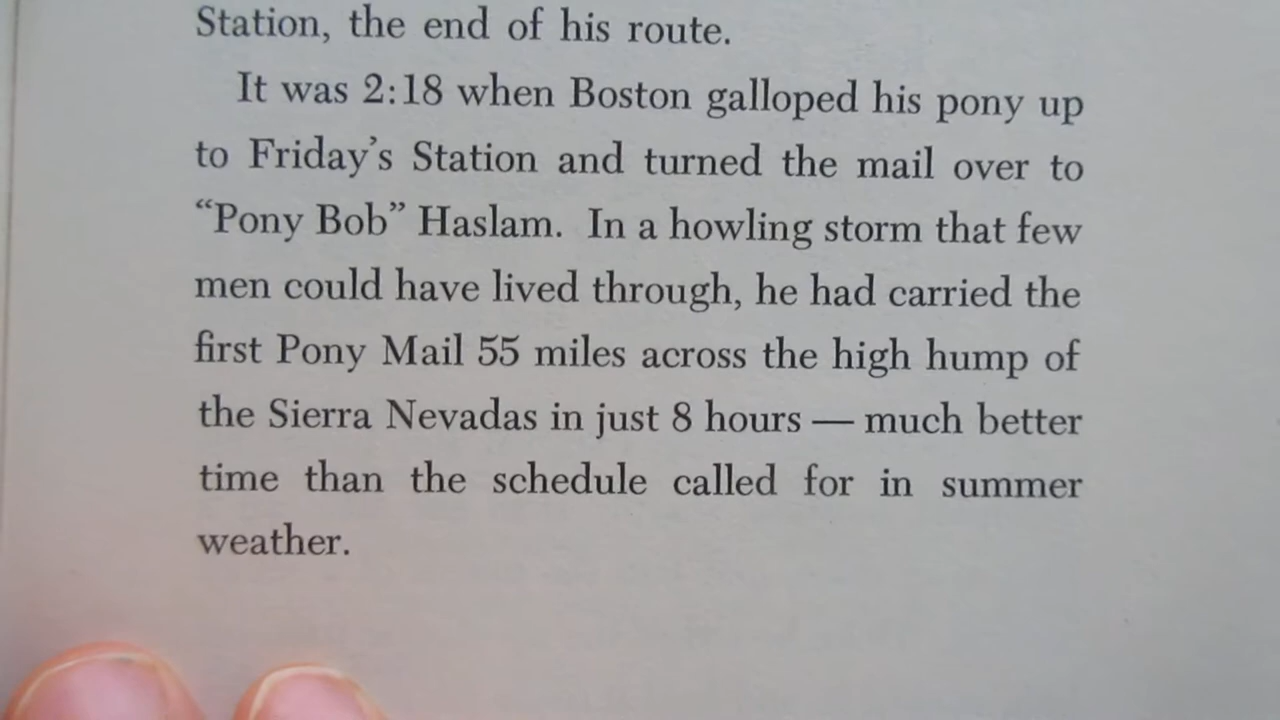 Station, the end of his route.
It was 2:18 when Boston galloped his pony up
to Friday's Station and turned the mail over to
“Pony Bob” Haslam. In a howling storm that few
men could have lived through, he had carried the
first Pony Mail 55 miles across the high hump of
the Sierra Nevadas in just 8 hours — much better
time than the schedule called for in summer
weather.